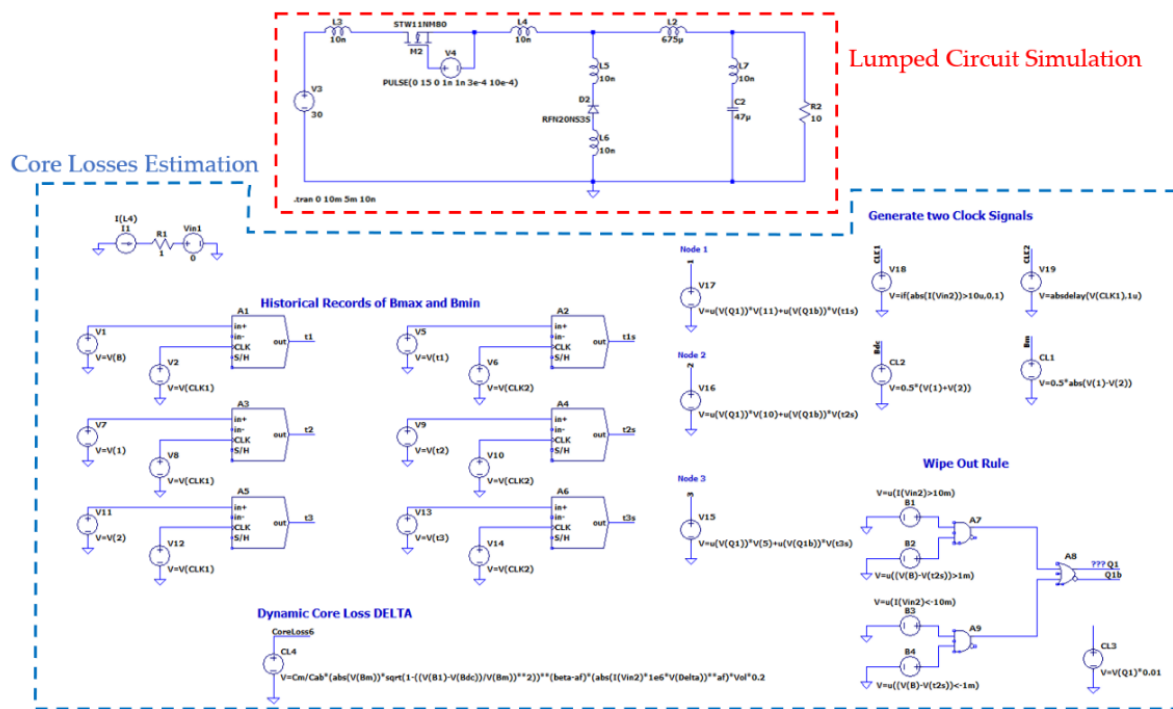 L3
10n
STW11NM80
M2
V4
PULSE(0 15 0 1n 1n 3e-4 10e-4)
L4
10n
L2
675µ
L5
10n
L7
10n
D2
RFN20NS3S
C2
47µ
R2
10
L6
10n
V3
30
.tran 0 10m 5m 10n
Lumped Circuit Simulation
Core Losses Estimation
I(L4)
I1
R1
1
Vin1
0
Historical Records of Bmax and Bmin
A1
in+
in-
CLK
S/H
out
t1
V1
V=V(B)
V2
V=V(CLK1)
A2
in+
in-
CLK
S/H
out
t1s
V5
V=V(t1)
V6
V=V(CLK2)
A3
in+
in-
CLK
S/H
out
t2
V7
V=V(1)
V8
V=V(CLK1)
A4
in+
in-
CLK
S/H
out
t2s
V9
V=V(t2)
V10
V=V(CLK2)
A5
in+
in-
CLK
S/H
out
t3
V11
V=V(2)
V12
V=V(CLK1)
A6
in+
in-
CLK
S/H
out
t3s
V13
V=V(t3)
V14
V=V(CLK2)
Node 1
1
V17
V=u(V(Q1))*V(11)+u(V(Q1b))*V(t1s)
Node 2
2
V16
V=u(V(Q1))*V(10)+u(V(Q1b))*V(t2s)
Node 3
3
V15
V=u(V(Q1))*V(5)+u(V(Q1b))*V(t3s)
Generate two Clock Signals
CLK1
V18
V=if(abs(I(Vin2))>10u,0,1)
CLK2
V19
V=absdelay(V(CLK1),1u)
Bdc
CL2
V=0.5*(V(1)+V(2))
Bm
CL1
V=0.5*abs(V(1)-V(2))
Wipe Out Rule
V=u(I(Vin2)>10m)
B1
A7
B2
V=u((V(B)-V(t2s))>1m)
A8
??? Q1
Q1b
V=u(I(Vin2)<-10m)
B3
A9
B4
V=u((V(B)-V(t2s))<-1m)
CL3
V=V(Q1)*0.01
Dynamic Core Loss DELTA
CoreLoss6
CL4
V=Cm/Cab*(abs(V(Bm))*sqrt(1-((V(B1)-V(Bdc))/V(Bm))**2))**(beta-af)*(abs(I(Vin2)*1e6*V(Delta))**af)*Vol*0.2